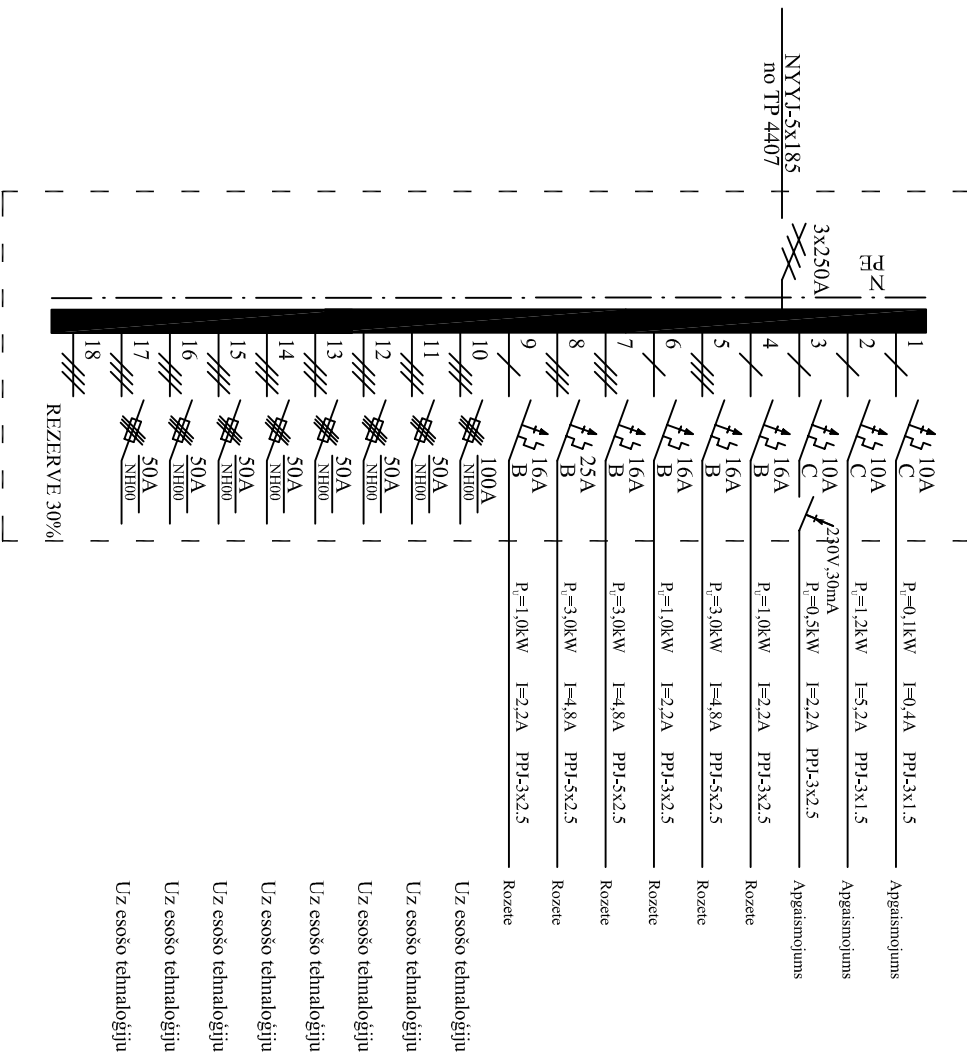 NYYJ-5x185
no TP 4407
3x250A
N
PE
1
10A
C
Pᵤ=0,1kW I=0,4A PPJ-3x1.5
Apgaismojums
2
10A
C
Pᵤ=1,2kW I=5,2A PPJ-3x1.5
Apgaismojums
3
10A
C
230V,30mA
Pᵤ=0,5kW I=2,2A PPJ-3x2.5
Apgaismojums
4
16A
B
Pᵤ=1,0kW I=2,2A PPJ-3x2.5
Rozete
5
16A
B
Pᵤ=3,0kW I=4,8A PPJ-5x2.5
Rozete
6
16A
B
Pᵤ=1,0kW I=2,2A PPJ-3x2.5
Rozete
7
16A
B
Pᵤ=3,0kW I=4,8A PPJ-5x2.5
Rozete
8
25A
B
Pᵤ=3,0kW I=4,8A PPJ-5x2.5
Rozete
9
16A
B
Pᵤ=1,0kW I=2,2A PPJ-3x2.5
Rozete
10
100A
NH00
Uz esošo tehnaloģiju
11
50A
NH00
Uz esošo tehnaloģiju
12
50A
NH00
Uz esošo tehnaloģiju
13
50A
NH00
Uz esošo tehnaloģiju
14
50A
NH00
Uz esošo tehnaloģiju
15
50A
NH00
Uz esošo tehnaloģiju
16
50A
NH00
Uz esošo tehnaloģiju
17
50A
NH00
Uz esošo tehnaloģiju
18
REZERVE 30%